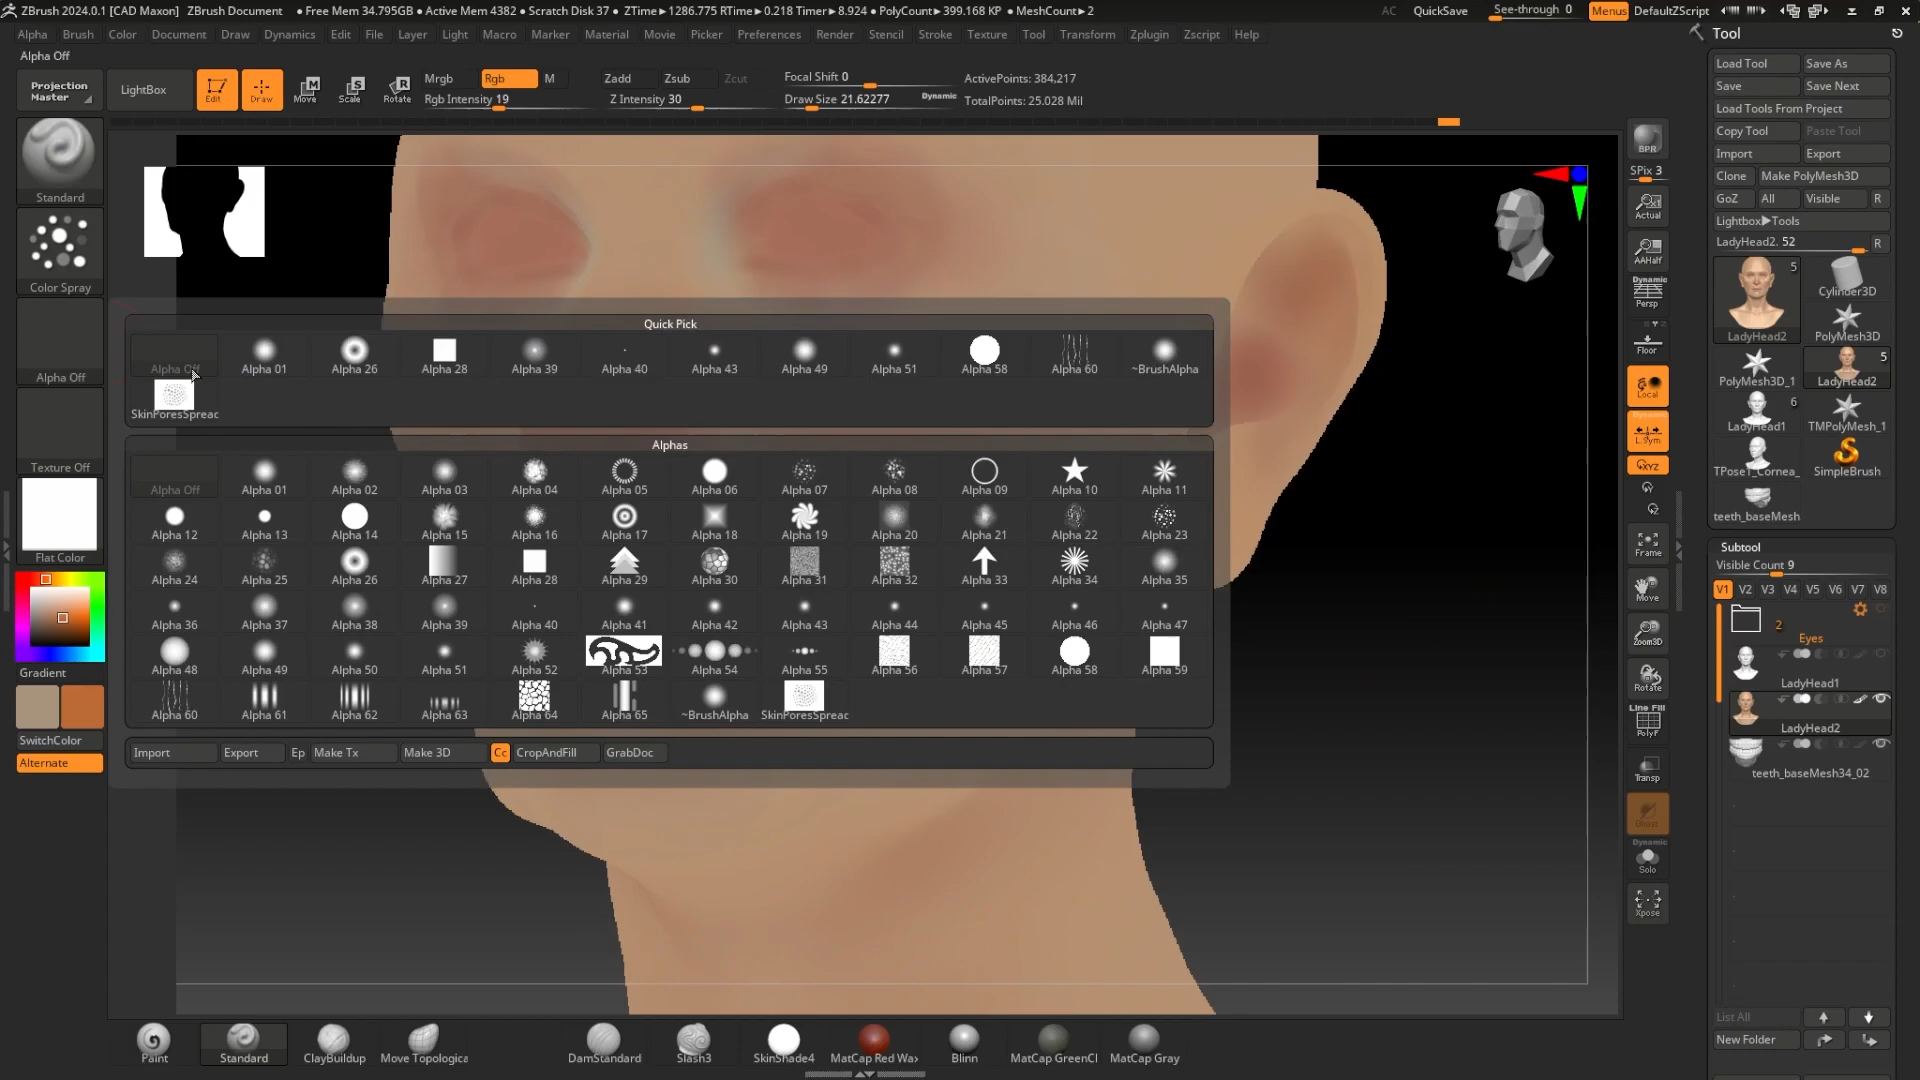 ZBrush 2024.0.1 [CAD Maxon] ZBrush Document • Free Mem 34.795GB • Active Mem 4382 • Scratch Disk 37 • ZTime▶1286.775 RTime▶0.218 Timer▶8.924 • PolyCount▶399.168 KP • MeshCount▶2 AC QuickSave See-through 0 Menus DefaultZScript
Alpha Brush Color Document Draw Dynamics Edit File Layer Light Macro Marker Material Movie Picker Preferences Render Stencil Stroke Texture Tool Transform Zplugin Zscript Help
Alpha Off
Projection Master
LightBox
Edit Draw Move Scale Rotate
Mrgb Rgb M
Rgb Intensity 19
Zadd Zsub Zcut
Z Intensity 30
Focal Shift 0
Draw Size 21.62277 Dynamic
ActivePoints: 384,217
TotalPoints: 25.028 Mil
Standard
Color Spray
Alpha Off
Texture Off
Flat Color
Gradient
SwitchColor
Alternate
Quick Pick
Alpha Off Alpha 01 Alpha 26 Alpha 28 Alpha 39 Alpha 40 Alpha 43 Alpha 49 Alpha 51 Alpha 58 Alpha 60 ~BrushAlpha
SkinPoresSpreac
Alphas
Alpha Off Alpha 01 Alpha 02 Alpha 03 Alpha 04 Alpha 05 Alpha 06 Alpha 07 Alpha 08 Alpha 09 Alpha 10 Alpha 11
Alpha 12 Alpha 13 Alpha 14 Alpha 15 Alpha 16 Alpha 17 Alpha 18 Alpha 19 Alpha 20 Alpha 21 Alpha 22 Alpha 23
Alpha 24 Alpha 25 Alpha 26 Alpha 27 Alpha 28 Alpha 29 Alpha 30 Alpha 31 Alpha 32 Alpha 33 Alpha 34 Alpha 35
Alpha 36 Alpha 37 Alpha 38 Alpha 39 Alpha 40 Alpha 41 Alpha 42 Alpha 43 Alpha 44 Alpha 45 Alpha 46 Alpha 47
Alpha 48 Alpha 49 Alpha 50 Alpha 51 Alpha 52 Alpha 53 Alpha 54 Alpha 55 Alpha 56 Alpha 57 Alpha 58 Alpha 59
Alpha 60 Alpha 61 Alpha 62 Alpha 63 Alpha 64 Alpha 65 ~BrushAlpha SkinPoresSpreac
Import Export Ep Make Tx Make 3D Cc CropAndFill GrabDoc
BPR
SPix 3
Actual
AAHalf
Dynamic
Persp
Floor
Local
Dynamic
L.Sym
XYZ
Frame
Move
Zoom3D
Rotate
Line Fill
PolyF
Transp
Ghost
Dynamic
Solo
Xpose
Tool
Load Tool Save As
Save Save Next
Load Tools From Project
Copy Tool Paste Tool
Import Export
Clone Make PolyMesh3D
GoZ All Visible R
Lightbox▶Tools
LadyHead2. 52 R
5
LadyHead2
Cylinder3D
PolyMesh3D
PolyMesh3D_1
5
LadyHead2
6
LadyHead1
TMPolyMesh_1
TPose1_Cornea_
SimpleBrush
teeth_baseMesh
Subtool
Visible Count 9
V1 V2 V3 V4 V5 V6 V7 V8
2
Eyes
LadyHead1
LadyHead2
teeth_baseMesh34_02
List All
New Folder
Paint Standard ClayBuildup Move Topologica DamStandard Slash3 SkinShade4 MatCap Red Wax Blinn MatCap GreenCl MatCap Gray